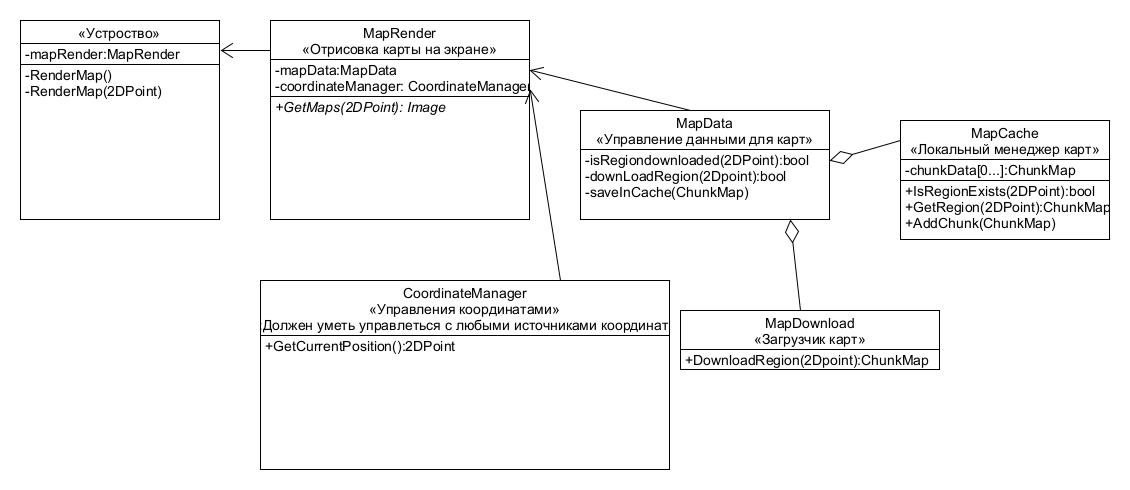 «Устроство»
-mapRender:MapRender
-RenderMap()
-RenderMap(2DPoint)
MapRender
«Отрисовка карты на экране»
-mapData:MapData
-coordinateManager: CoordinateManager
+GetMaps(2DPoint): Image
MapData
«Управление данными для карт»
-isRegiondownloaded(2DPoint):bool
-downLoadRegion(2Dpoint):bool
-saveInCache(ChunkMap)
MapCache
«Локальный менеджер карт»
-chunkData[0...]:ChunkMap
+IsRegionExists(2DPoint):bool
+GetRegion(2DPoint):ChunkMap
+AddChunk(ChunkMap)
CoordinateManager
«Управления координатами»
Должен уметь управлеться с любыми источниками координат
+GetCurrentPosition():2DPoint
MapDownload
«Загрузчик карт»
+DownloadRegion(2Dpoint):ChunkMap